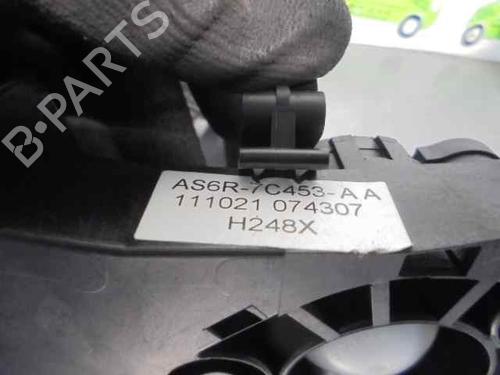 B-PARTS
AS6R-7C453-AA
111021 074307
H248X